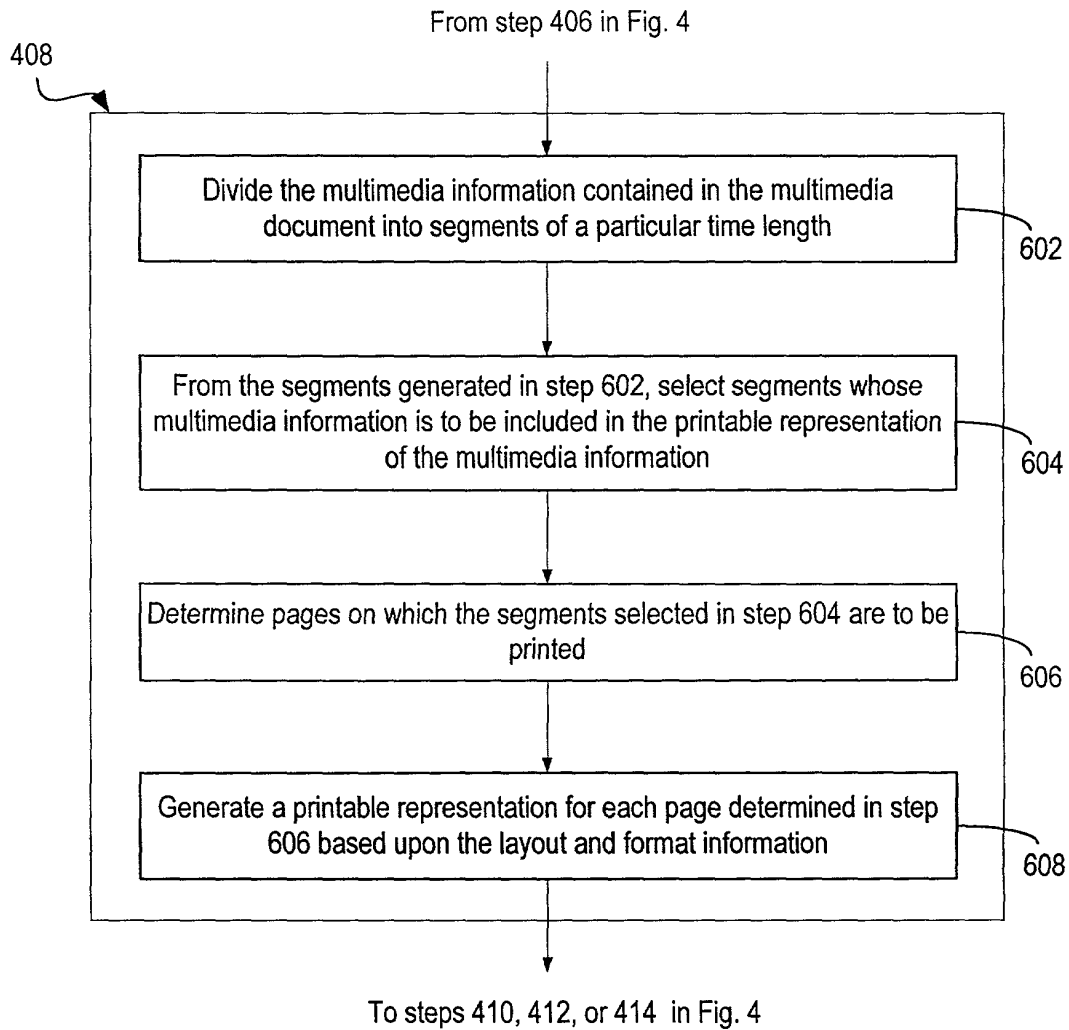 From step 406 in Fig. 4
408
Divide the multimedia information contained in the multimedia
document into segments of a particular time length
602
From the segments generated in step 602, select segments whose
multimedia information is to be included in the printable representation
of the multimedia information
604
Determine pages on which the segments selected in step 604 are to be
printed
606
Generate a printable representation for each page determined in step
606 based upon the layout and format information
608
To steps 410, 412, or 414 in Fig. 4